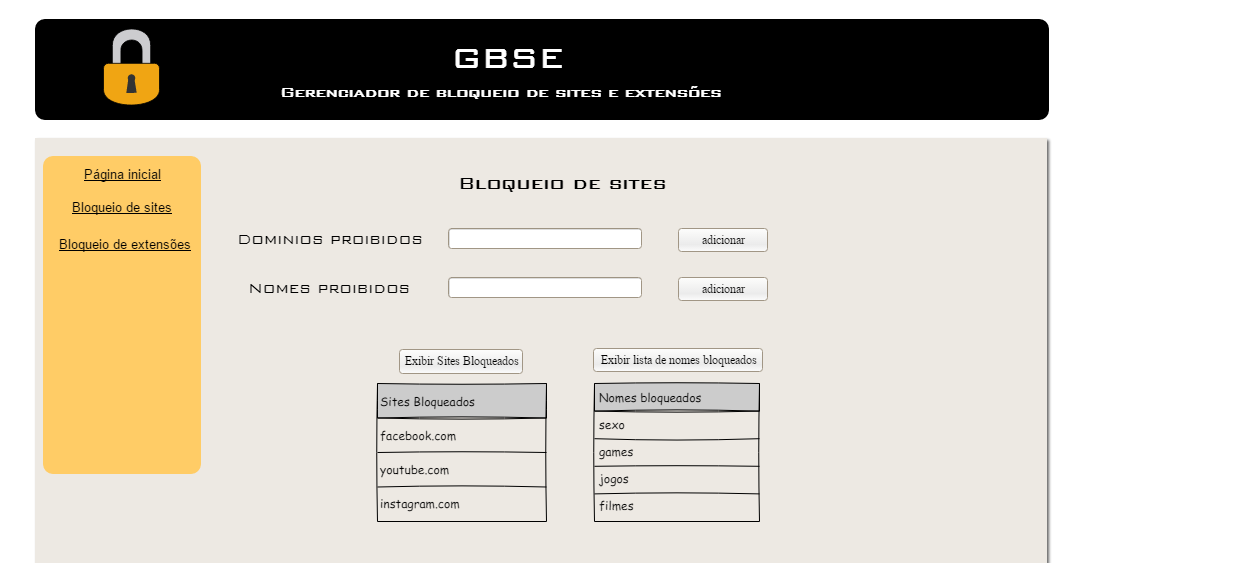 GBSE
Gerenciador de bloqueio de sites e extensões
Página inicial
Bloqueio de sites
Bloqueio de extensões
Bloqueio de sites
Dominios proibidos
adicionar
Nomes proibidos
adicionar
Exibir Sites Bloqueados
Exibir lista de nomes bloqueados
Sites Bloqueados
facebook.com
youtube.com
instagram.com
Nomes bloqueados
sexo
games
jogos
filmes